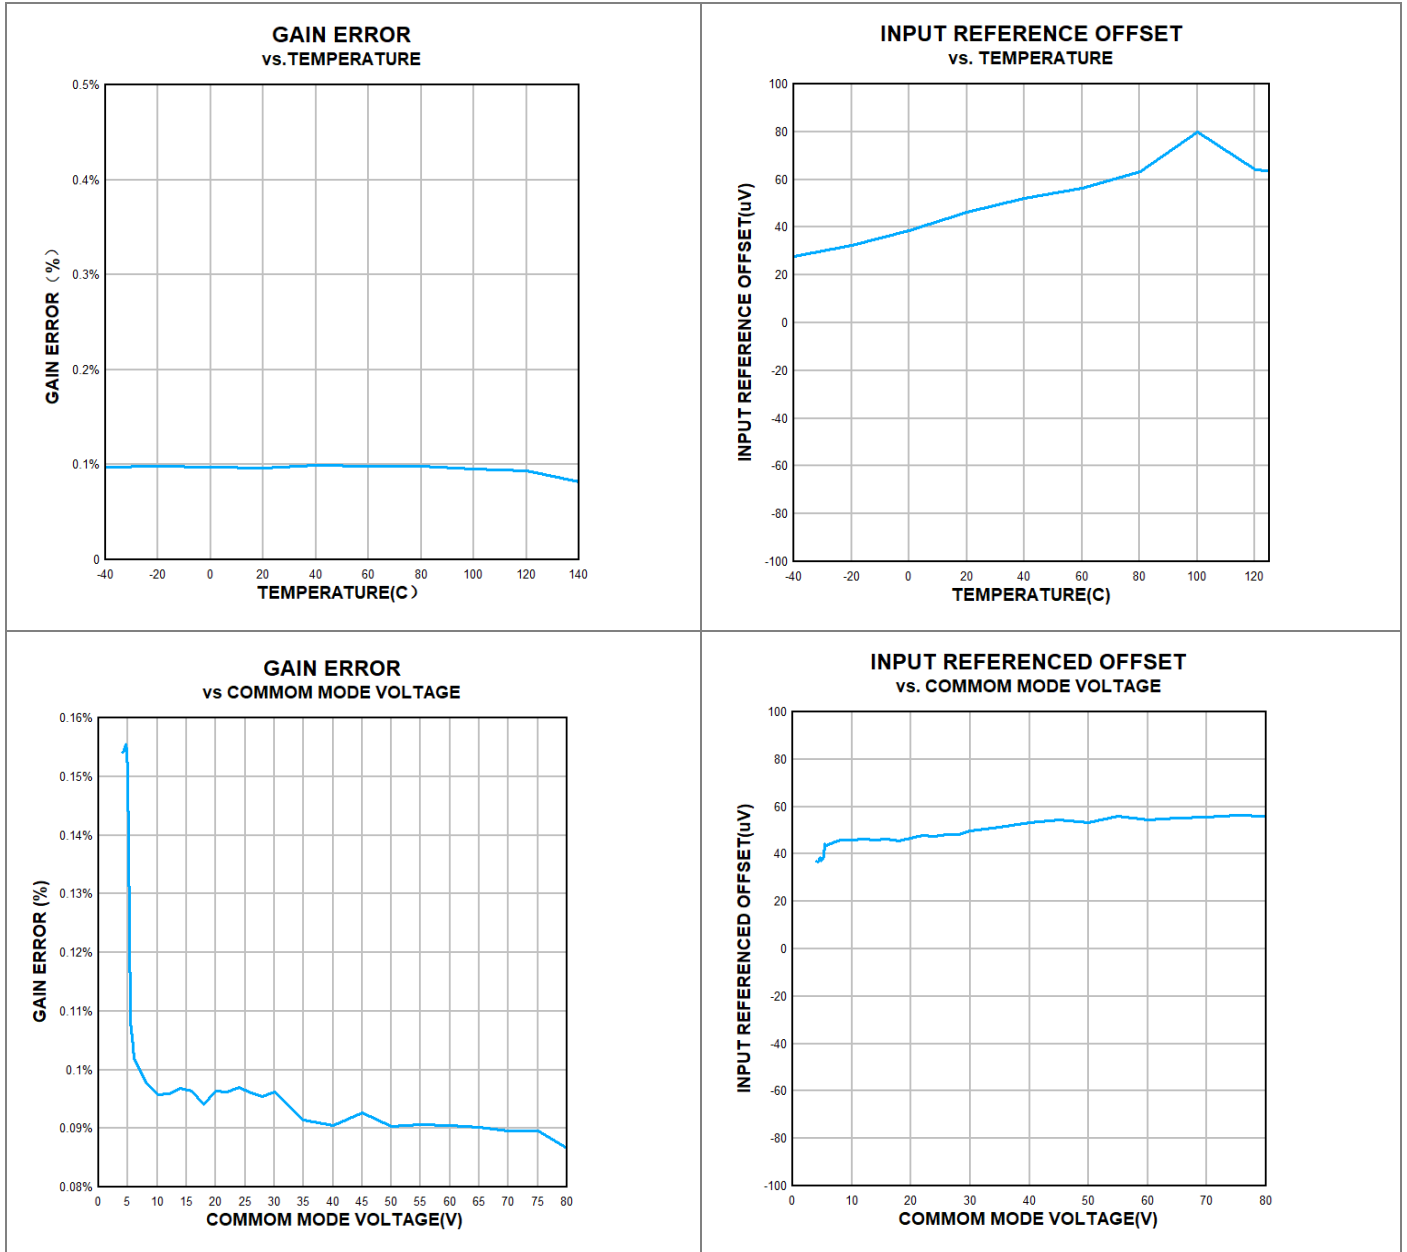 GAIN ERROR
vs.TEMPERATURE
0.5%
0.4%
0.3%
0.2%
0.1%
0
GAIN ERROR（%）
-40 -20 0 20 40 60 80 100 120 140
TEMPERATURE(C）
INPUT REFERENCE OFFSET
vs. TEMPERATURE
100
80
60
40
20
0
-20
-40
-60
-80
-100
INPUT REFERENCE OFFSET(uV)
-40 -20 0 20 40 60 80 100 120
TEMPERATURE(C)
GAIN ERROR
vs COMMOM MODE VOLTAGE
0.16%
0.15%
0.14%
0.13%
0.12%
0.11%
0.1%
0.09%
0.08%
GAIN ERROR (%)
0 5 10 15 20 25 30 35 40 45 50 55 60 65 70 75 80
COMMOM MODE VOLTAGE(V)
INPUT REFERENCED OFFSET
vs. COMMOM MODE VOLTAGE
100
80
60
40
20
0
-20
-40
-60
-80
-100
INPUT REFERENCED OFFSET(uV)
0 10 20 30 40 50 60 70 80
COMMOM MODE VOLTAGE(V)